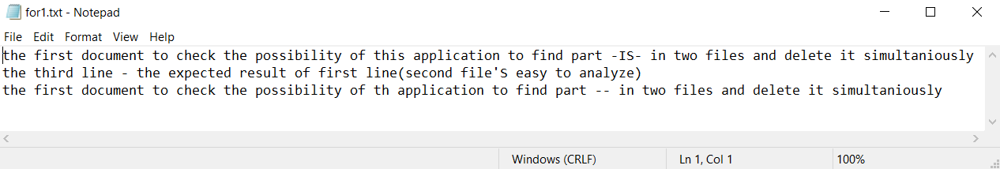 for1.txt - Notepad
File Edit Format View Help
the first document to check the possibility of this application to find part -IS- in two files and delete it simultaniously
the third line - the expected result of first line(second file'S easy to analyze)
the first document to check the possibility of th application to find part -- in two files and delete it simultaniously
Windows (CRLF) Ln 1, Col 1 100%